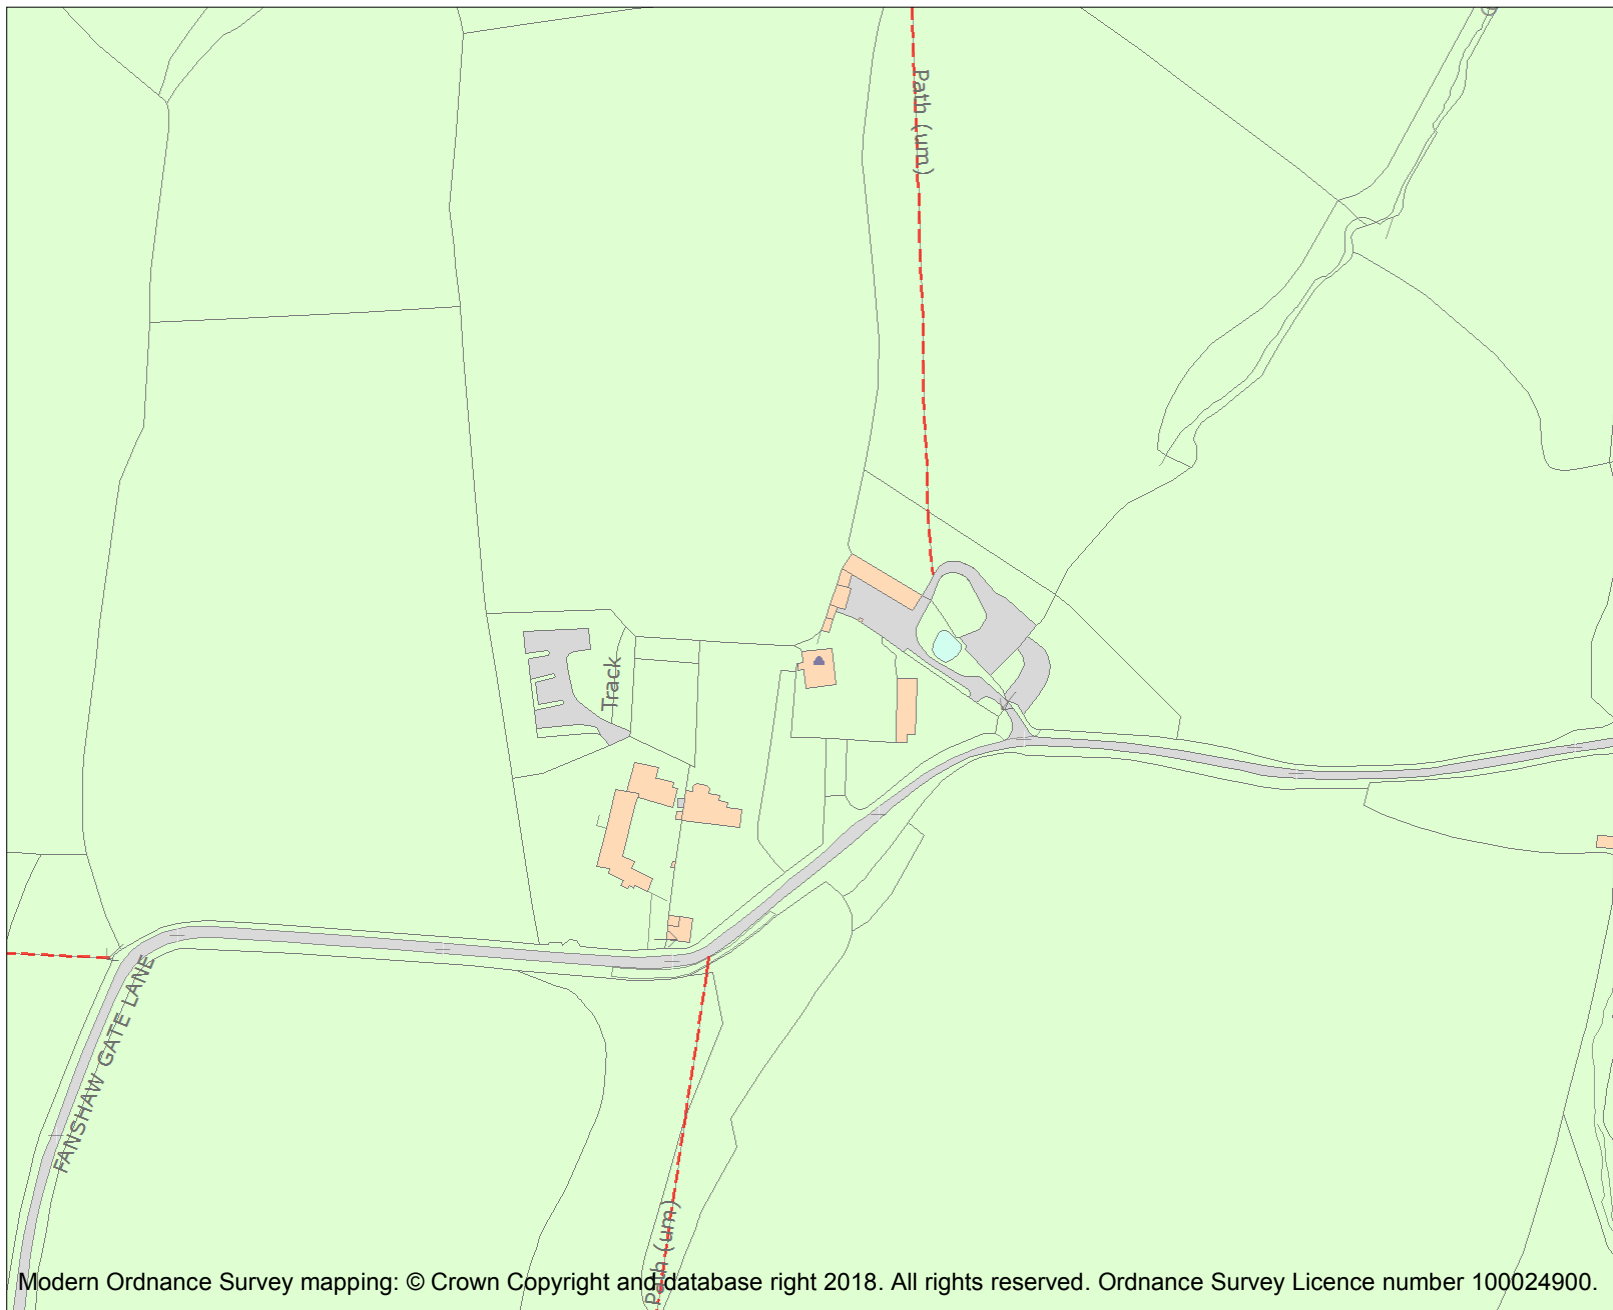 Path (um)
Track
FANSHAW GATE LANE
Path (um)
Modern Ordnance Survey mapping: © Crown Copyright and database right 2018. All rights reserved. Ordnance Survey Licence number 100024900.